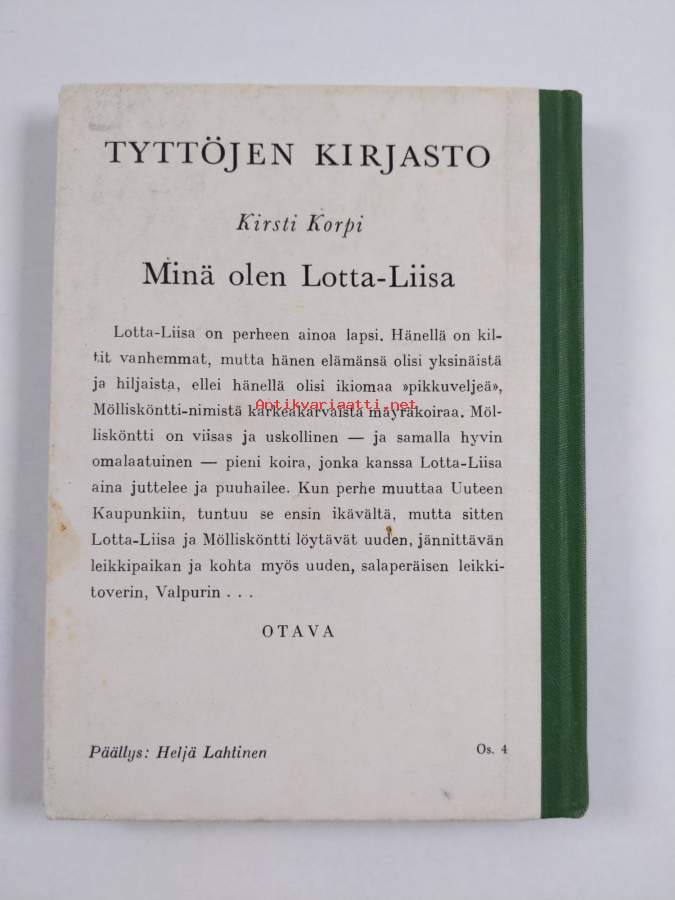 TYTTÖJEN KIRJASTO
Kirsti Korpi
Minä olen Lotta-Liisa
Lotta-Liisa on perheen ainoa lapsi. Hänellä on kil-
tit vanhemmat, mutta hänen elämänsä olisi yksinäistä
ja hiljaista, ellei hänellä olisi ikiomaa »pikkuveljeä»,
Antikvariaatti.net
Möllisköntti-nimistä karkeakarvaista mäyräkoiraa. Möl-
lisköntti on viisas ja uskollinen — ja samalla hyvin
omalaatuinen — pieni koira, jonka kanssa Lotta-Liisa
aina juttelee ja puuhailee. Kun perhe muuttaa Uuteen
Kaupunkiin, tuntuu se ensin ikävältä, mutta sitten
Lotta-Liisa ja Möllisköntti löytävät uuden, jännittävän
leikkipaikan ja kohta myös uuden, salaperäisen leikki-
toverin, Valpurin . . .
OTAVA
Päällys: Heljä Lahtinen
Os. 4